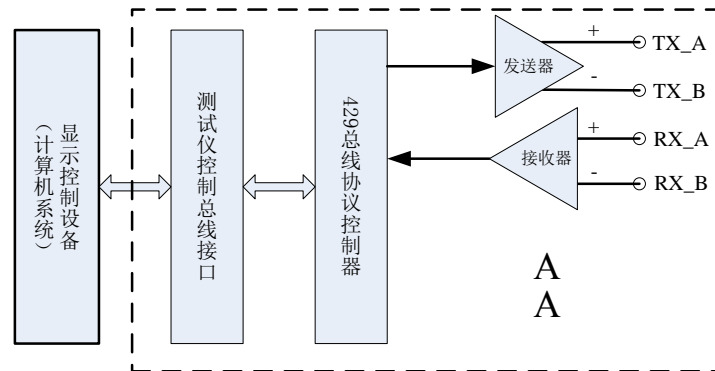 显示控制设备
(计算机系统)
测试仪控制总线接口
429总线协议控制器
发送器
+
-
TX_A
TX_B
接收器
+
-
RX_A
RX_B
A
A